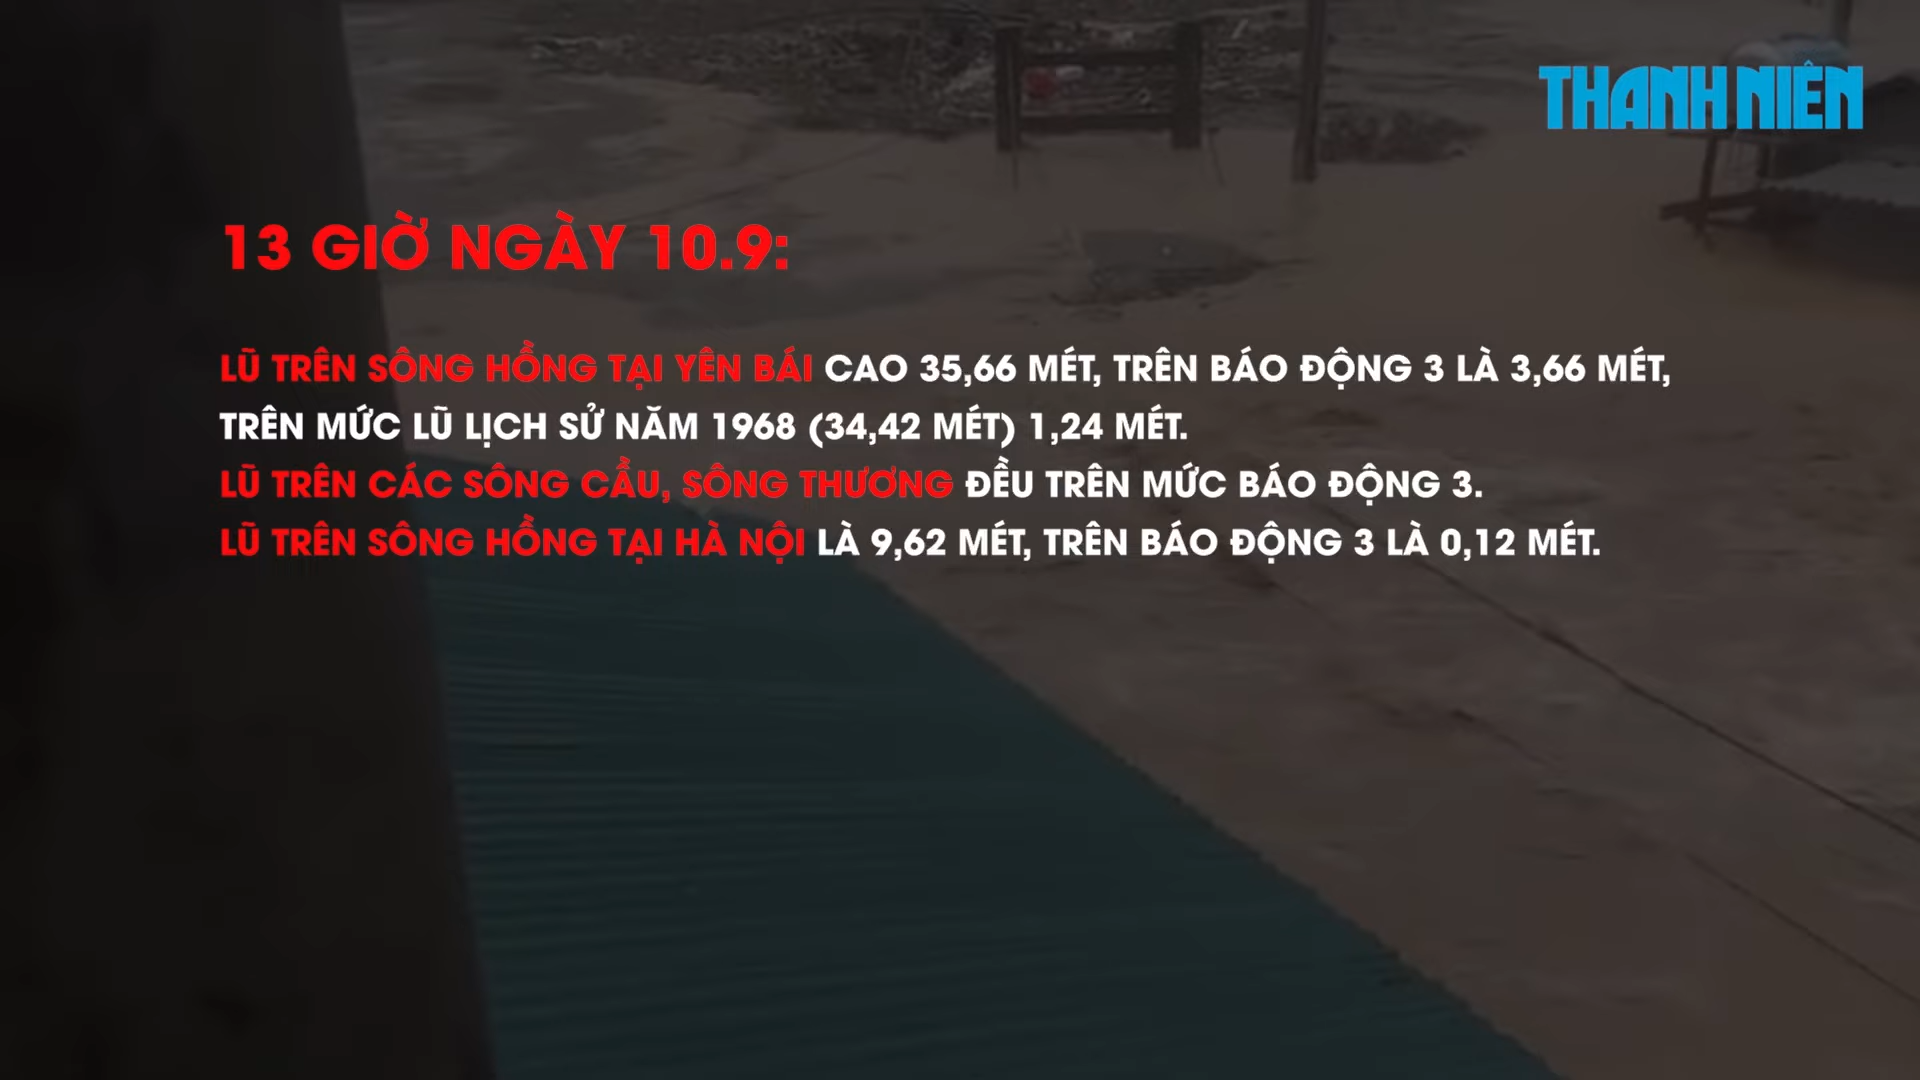 THANH NIÊN
13 GIỜ NGÀY 10.9:
LŨ TRÊN SÔNG HỒNG TẠI YÊN BÁI CAO 35,66 MÉT, TRÊN BÁO ĐỘNG 3 LÀ 3,66 MÉT,
TRÊN MỨC LŨ LỊCH SỬ NĂM 1968 (34,42 MÉT) 1,24 MÉT.
LŨ TRÊN CÁC SÔNG CẦU, SÔNG THƯƠNG ĐỀU TRÊN MỨC BÁO ĐỘNG 3.
LŨ TRÊN SÔNG HỒNG TẠI HÀ NỘI LÀ 9,62 MÉT, TRÊN BÁO ĐỘNG 3 LÀ 0,12 MÉT.